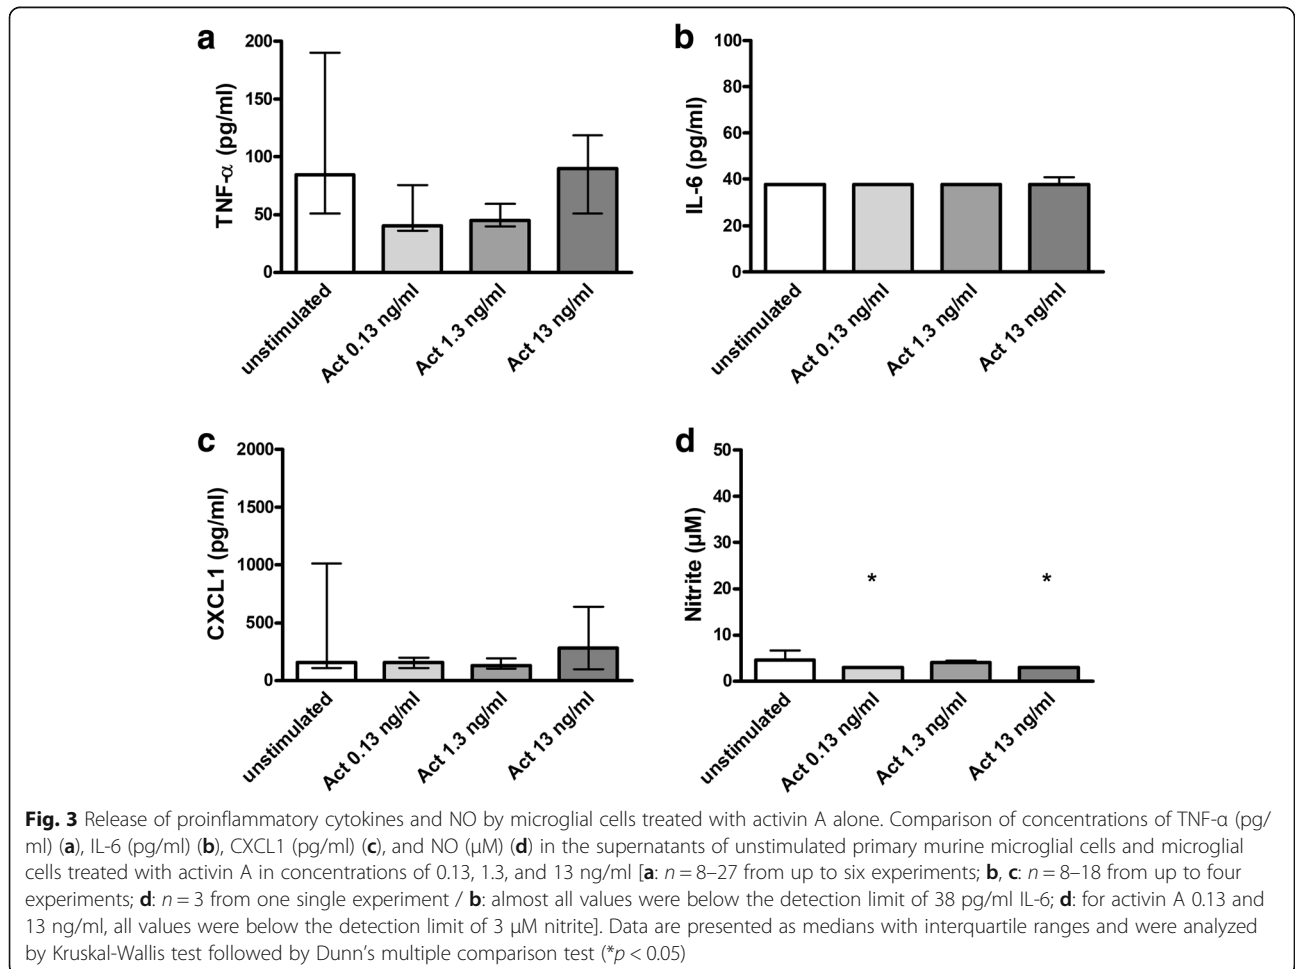 a
200
150
100
50
0
TNF-α (pg/ml)
unstimulated
Act 0.13 ng/ml
Act 1.3 ng/ml
Act 13 ng/ml
b
100
80
60
40
20
0
IL-6 (pg/ml)
unstimulated
Act 0.13 ng/ml
Act 1.3 ng/ml
Act 13 ng/ml
c
2000
1500
1000
500
0
CXCL1 (pg/ml)
unstimulated
Act 0.13 ng/ml
Act 1.3 ng/ml
Act 13 ng/ml
d
50
40
30
20
10
0
Nitrite (µM)
*
*
unstimulated
Act 0.13 ng/ml
Act 1.3 ng/ml
Act 13 ng/ml
Fig. 3 Release of proinflammatory cytokines and NO by microglial cells treated with activin A alone. Comparison of concentrations of TNF-α (pg/
ml) (a), IL-6 (pg/ml) (b), CXCL1 (pg/ml) (c), and NO (µM) (d) in the supernatants of unstimulated primary murine microglial cells and microglial
cells treated with activin A in concentrations of 0.13, 1.3, and 13 ng/ml [a: n = 8–27 from up to six experiments; b, c: n = 8–18 from up to four
experiments; d: n = 3 from one single experiment / b: almost all values were below the detection limit of 38 pg/ml IL-6; d: for activin A 0.13 and
13 ng/ml, all values were below the detection limit of 3 µM nitrite]. Data are presented as medians with interquartile ranges and were analyzed
by Kruskal-Wallis test followed by Dunn's multiple comparison test (*p < 0.05)